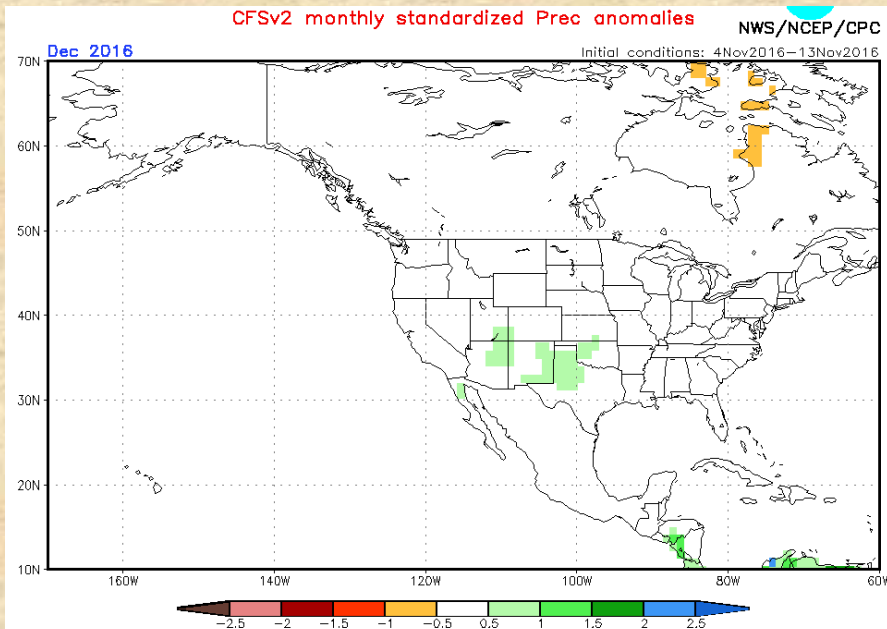 CFSv2 monthly standardized Prec anomalies
NWS/NCEP/CPC
Dec 2016
Initial conditions: 4Nov2016-13Nov2016
70N
60N
50N
40N
30N
20N
10N
160W 140W 120W 100W 80W 60W
-2.5 -2 -1.5 -1 -0.5 0.5 1 1.5 2 2.5